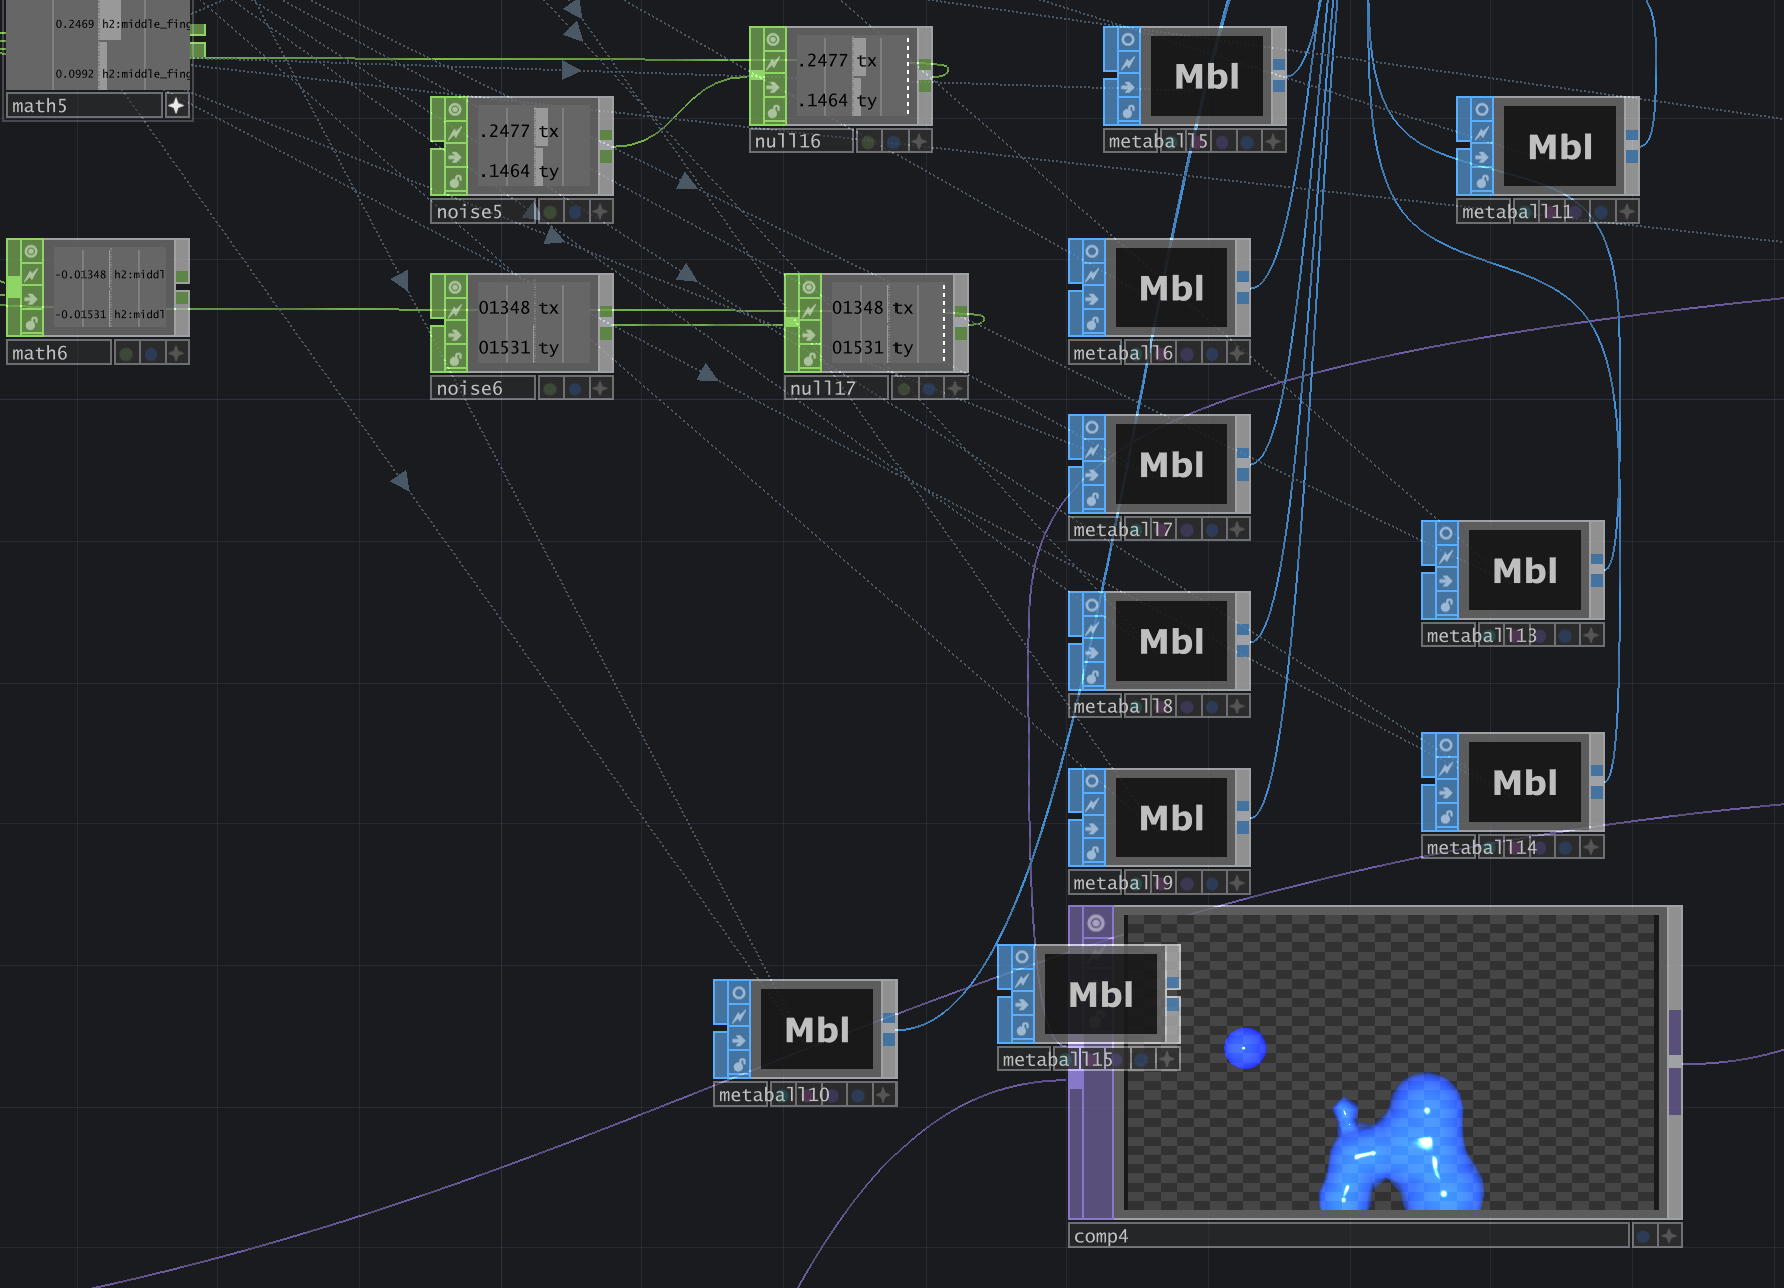 0.2469 h2:middle_fing
0.0992 h2:middle_fing
math5
.2477 tx
.1464 ty
noise5
.2477 tx
.1464 ty
null16
Mbl
metaball5
Mbl
metaball11
-0.01348 h2:middl
-0.01531 h2:middl
math6
01348 tx
01531 ty
noise6
01348 tx
01531 ty
null17
Mbl
metaball6
Mbl
metaball7
Mbl
metaball13
Mbl
metaball8
Mbl
metaball14
Mbl
metaball9
Mbl
metaball15
Mbl
metaball10
comp4